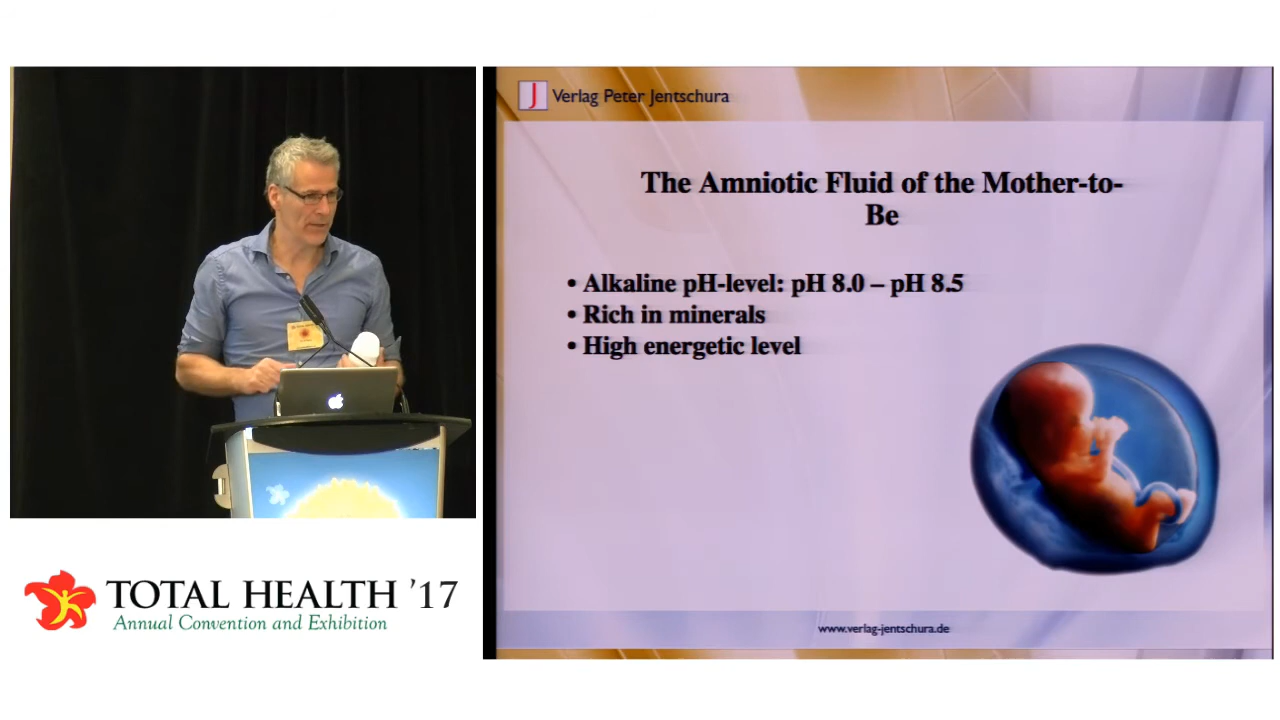 J Verlag Peter Jentschura
The Amniotic Fluid of the Mother-to-
Be
• Alkaline pH-level: pH 8.0 – pH 8.5
• Rich in minerals
• High energetic level
www.verlag-jentschura.de
TOTAL HEALTH '17
Annual Convention and Exhibition